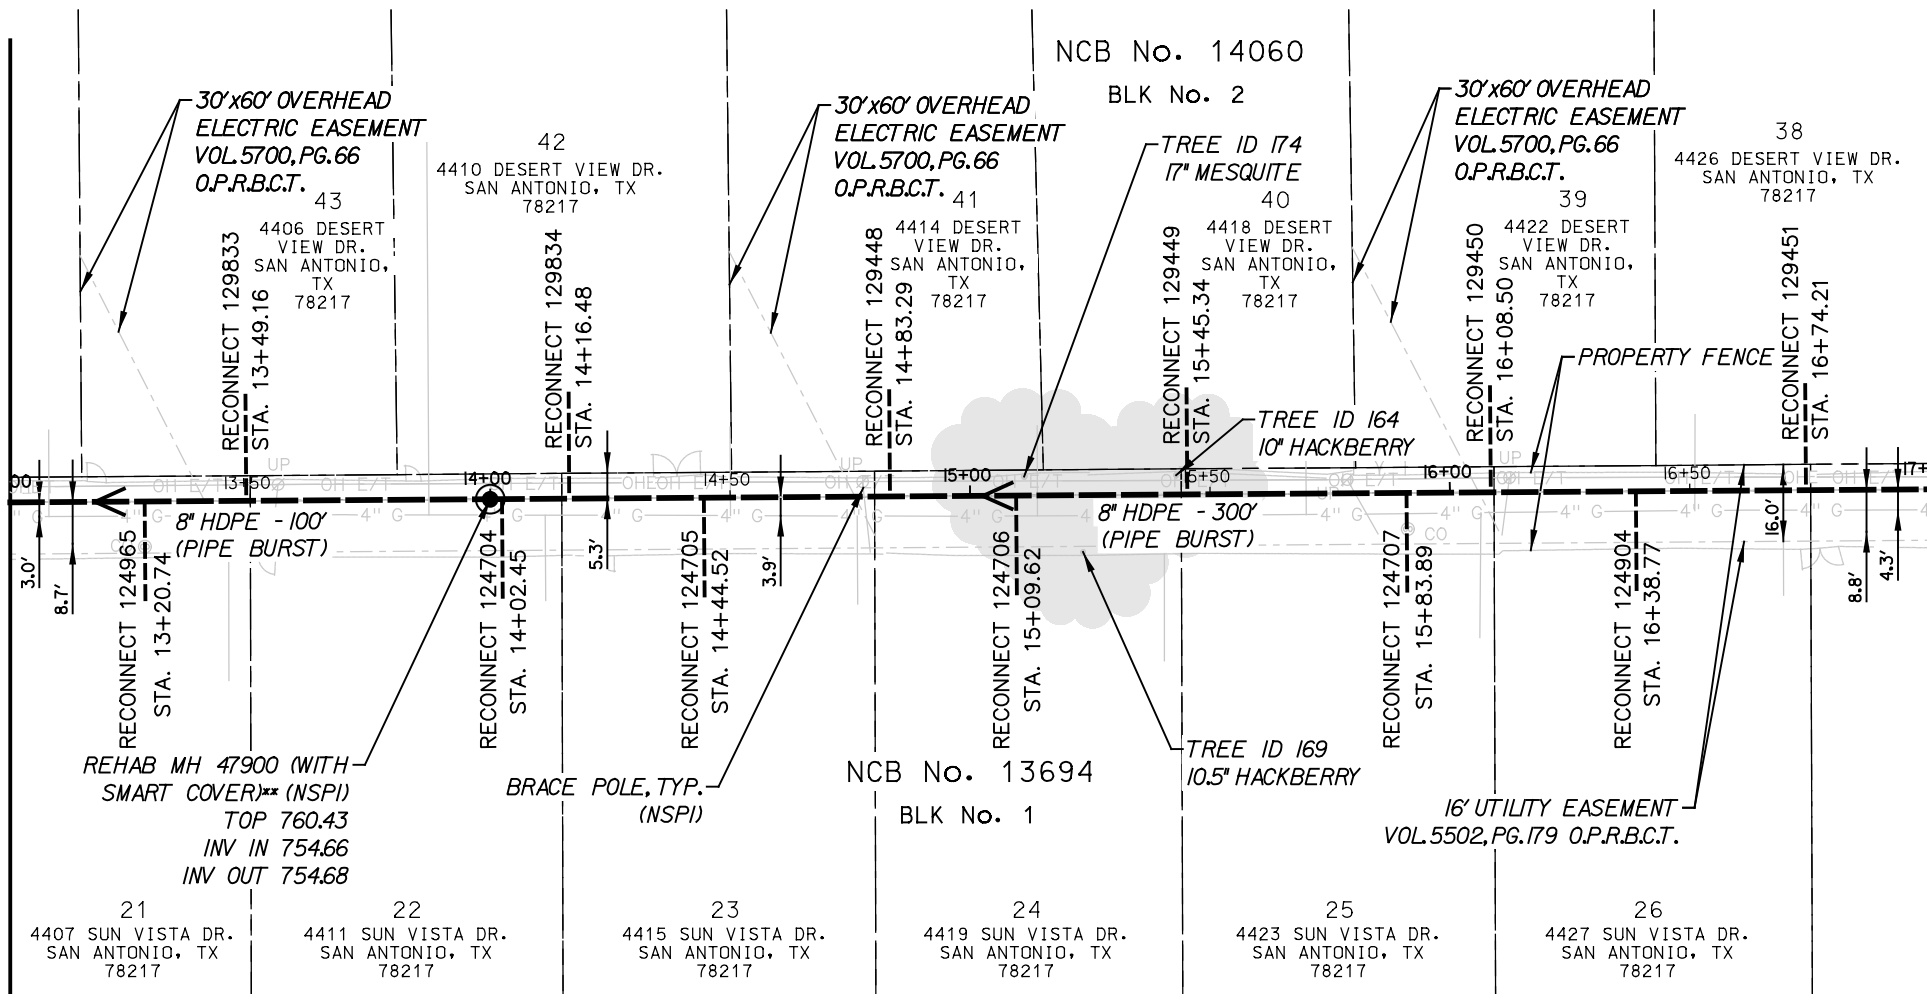 NCB No. 14060
BLK No. 2
30'x60' OVERHEAD
ELECTRIC EASEMENT
VOL.5700,PG.66
O.P.R.B.C.T.
30'x60' OVERHEAD
ELECTRIC EASEMENT
VOL.5700,PG.66
O.P.R.B.C.T.
30'x60' OVERHEAD
ELECTRIC EASEMENT
VOL.5700,PG.66
O.P.R.B.C.T.
43
4406 DESERT
VIEW DR.
SAN ANTONIO,
TX
78217
42
4410 DESERT VIEW DR.
SAN ANTONIO, TX
78217
41
4414 DESERT
VIEW DR.
SAN ANTONIO,
TX
78217
40
4418 DESERT
VIEW DR.
SAN ANTONIO,
TX
78217
39
4422 DESERT
VIEW DR.
SAN ANTONIO,
TX
78217
38
4426 DESERT VIEW DR.
SAN ANTONIO, TX
78217
TREE ID 174
17" MESQUITE
TREE ID 164
10" HACKBERRY
PROPERTY FENCE
RECONNECT 129833
STA. 13+49.16
RECONNECT 129834
STA. 14+16.48
RECONNECT 129448
STA. 14+83.29
RECONNECT 129449
STA. 15+45.34
RECONNECT 129450
STA. 16+08.50
RECONNECT 129451
STA. 16+74.21
00
13+50
14+00
14+50
15+00
15+50
16+00
16+50
17+
UP
UP
UP
OH E/T
OH E/T
OH E/T
OH E/T
OH E/T
4" G
4" G
4" G
4" G
4" G
4" G
4" G
CO
CO
8" HDPE - 100'
(PIPE BURST)
8" HDPE - 300'
(PIPE BURST)
3.0'
8.7'
5.3'
3.9'
16.0'
8.8'
4.3'
RECONNECT 124965
STA. 13+20.74
RECONNECT 124704
STA. 14+02.45
RECONNECT 124705
STA. 14+44.52
RECONNECT 124706
STA. 15+09.62
RECONNECT 124707
STA. 15+83.89
RECONNECT 124904
STA. 16+38.77
REHAB MH 47900 (WITH
SMART COVER)** (NSPI)
TOP 760.43
INV IN 754.66
INV OUT 754.68
BRACE POLE, TYP.
(NSPI)
NCB No. 13694
BLK No. 1
TREE ID 169
10.5" HACKBERRY
16' UTILITY EASEMENT
VOL.5502,PG.179 O.P.R.B.C.T.
21
4407 SUN VISTA DR.
SAN ANTONIO, TX
78217
22
4411 SUN VISTA DR.
SAN ANTONIO, TX
78217
23
4415 SUN VISTA DR.
SAN ANTONIO, TX
78217
24
4419 SUN VISTA DR.
SAN ANTONIO, TX
78217
25
4423 SUN VISTA DR.
SAN ANTONIO, TX
78217
26
4427 SUN VISTA DR.
SAN ANTONIO, TX
78217